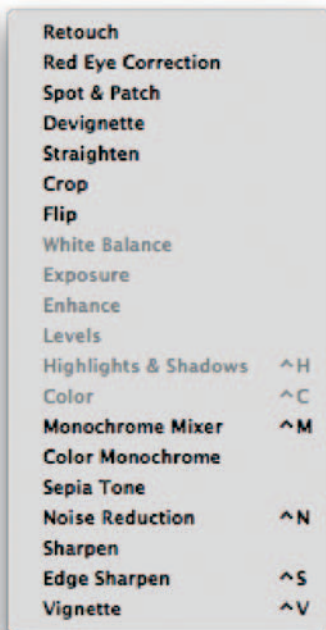 Retouch
Red Eye Correction
Spot & Patch
Devignette
Straighten
Crop
Flip
White Balance
Exposure
Enhance
Levels
Highlights & Shadows ^H
Color ^C
Monochrome Mixer ^M
Color Monochrome
Sepia Tone
Noise Reduction ^N
Sharpen
Edge Sharpen ^S
Vignette ^V